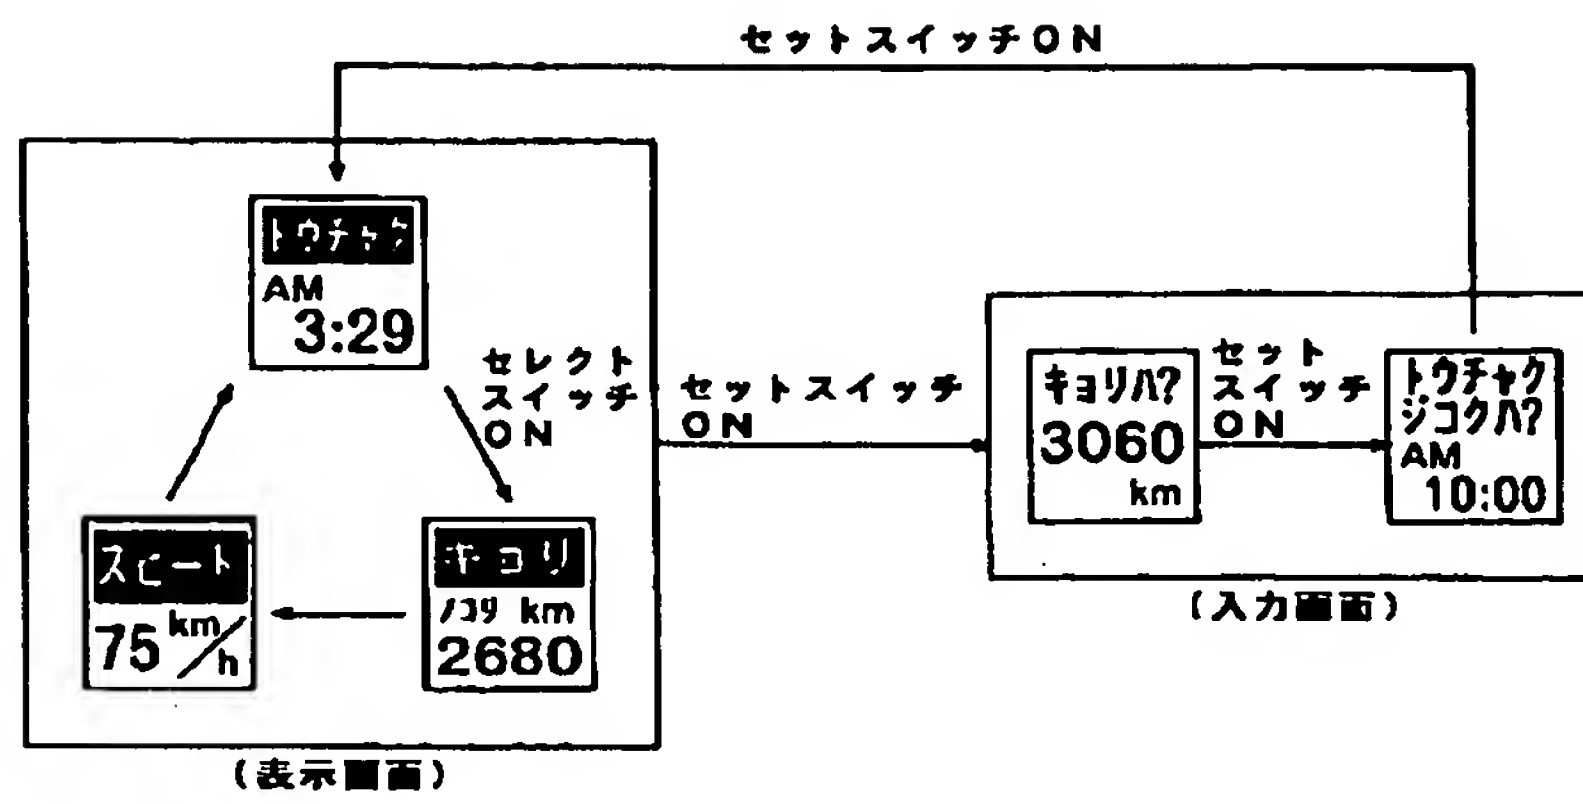 セットスイッチON
トウチャク
AM
3:29
セレクト
スイッチ
ON
セットスイッチ
ON
キョリハ?
3060
km
セット
スイッチ
ON
トウチャク
ジコクハ?
AM
10:00
スピート
75 km/h
キョリ
ノコリ km
2680
(入力画面)
(表示画面)